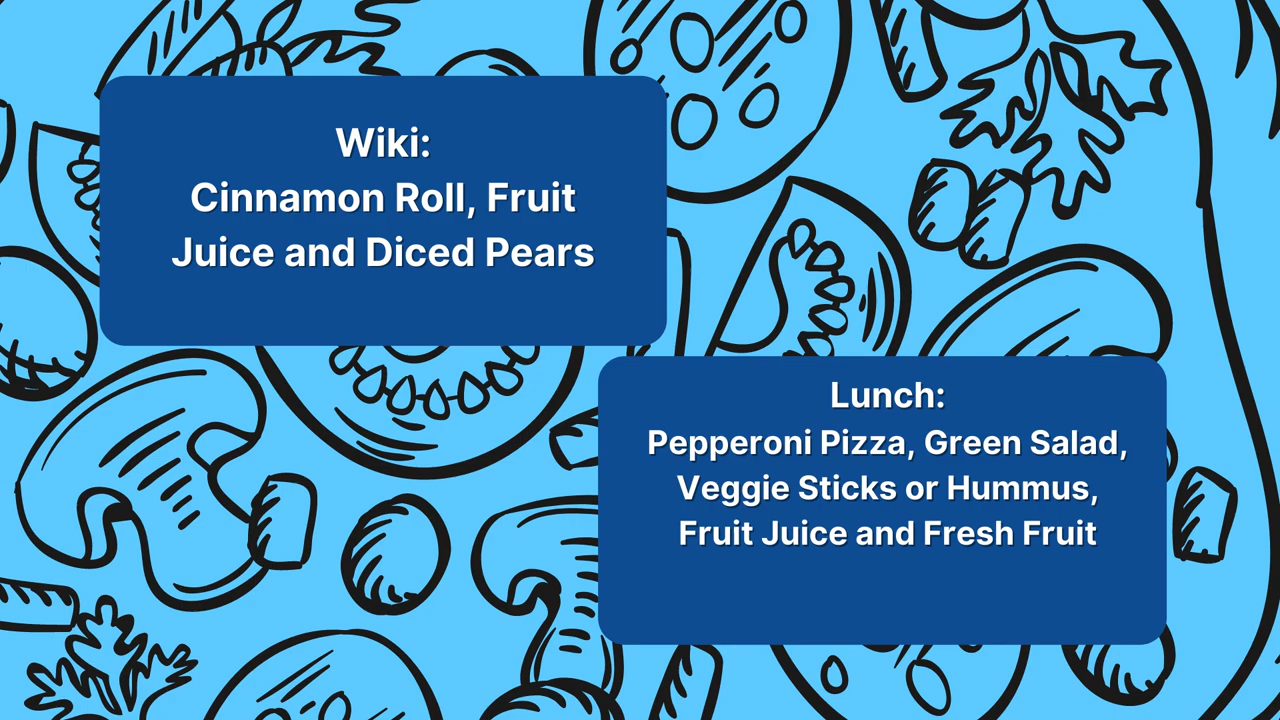 Wiki:
Cinnamon Roll, Fruit
Juice and Diced Pears
Lunch:
Pepperoni Pizza, Green Salad,
Veggie Sticks or Hummus,
Fruit Juice and Fresh Fruit